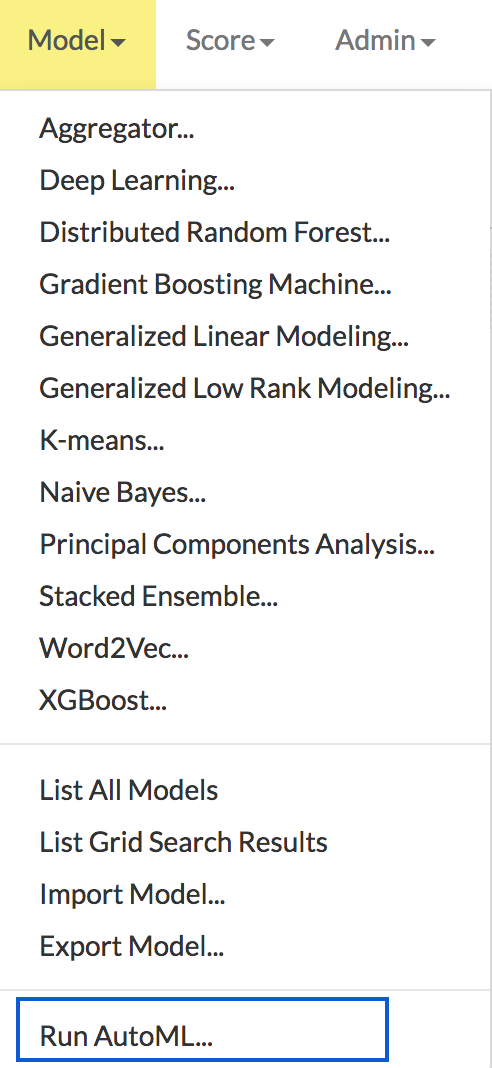 Model Score Admin
Aggregator...
Deep Learning...
Distributed Random Forest...
Gradient Boosting Machine...
Generalized Linear Modeling...
Generalized Low Rank Modeling...
K-means...
Naive Bayes...
Principal Components Analysis...
Stacked Ensemble...
Word2Vec...
XGBoost...
List All Models
List Grid Search Results
Import Model...
Export Model...
Run AutoML...